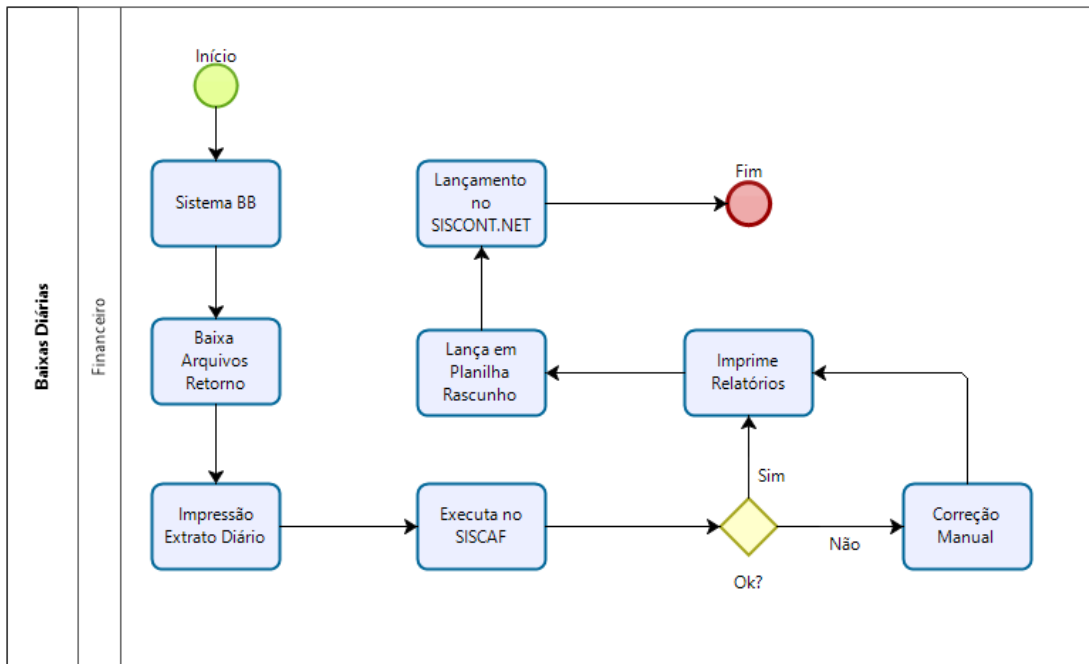 Baixas Diárias
Financeiro
Início
Sistema BB
Baixa
Arquivos
Retorno
Impressão
Extrato Diário
Executa no
SISCAF
Ok?
Sim
Não
Correção
Manual
Imprime
Relatórios
Lança em
Planilha
Rascunho
Lançamento
no
SISCONT.NET
Fim